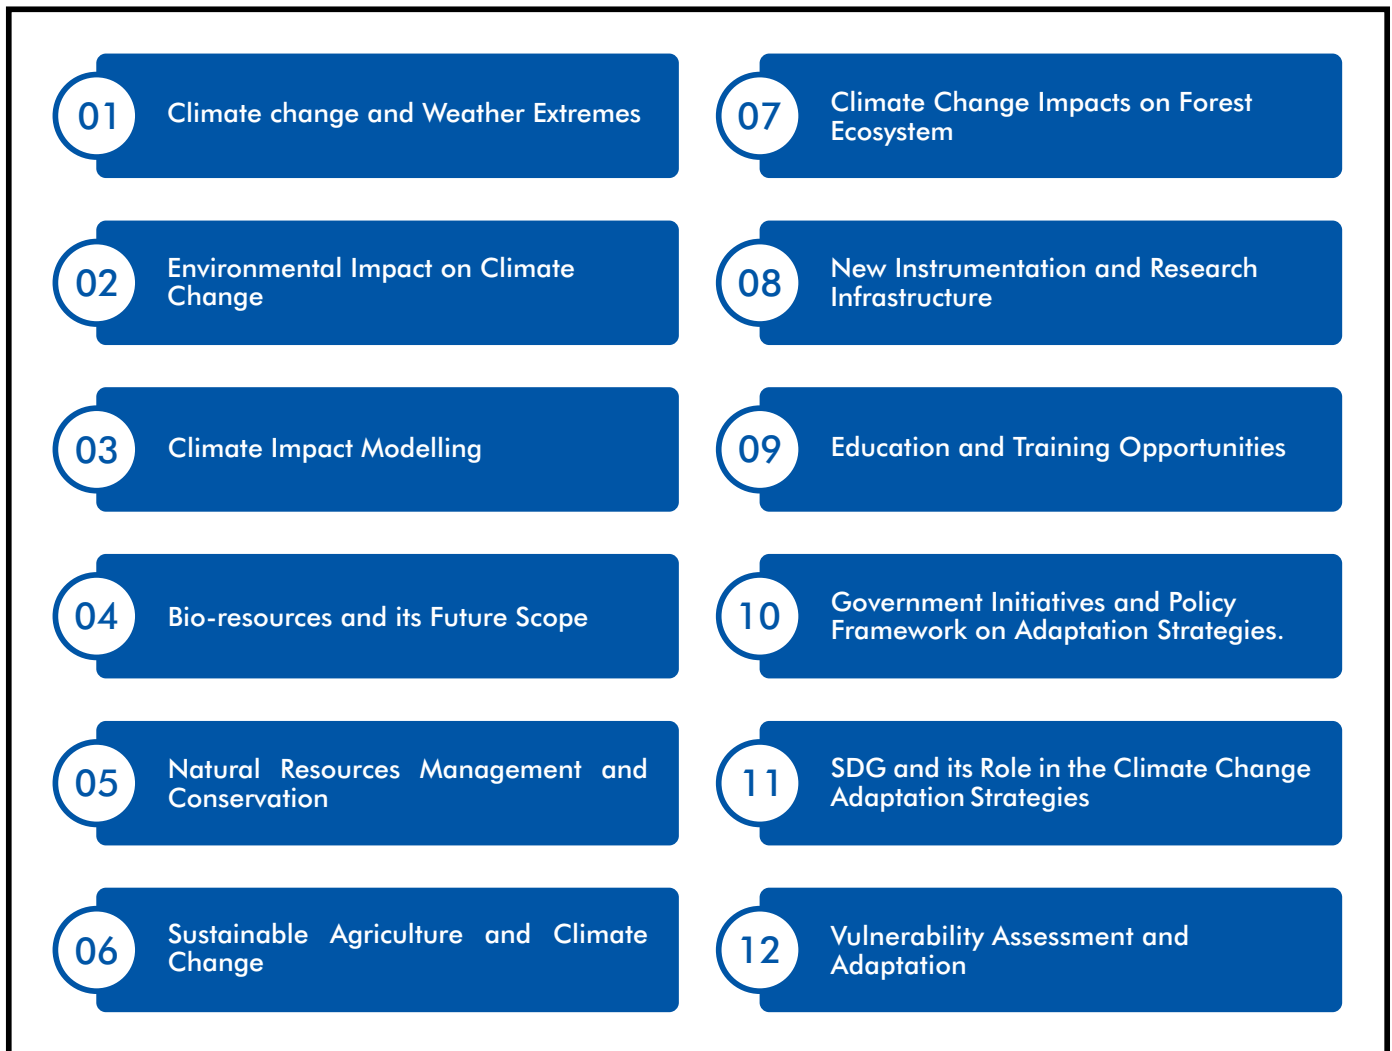 01
Climate change and Weather Extremes
02
Environmental Impact on Climate
Change
03
Climate Impact Modelling
04
Bio-resources and its Future Scope
05
Natural Resources Management and
Conservation
06
Sustainable Agriculture and Climate
Change
07
Climate Change Impacts on Forest
Ecosystem
08
New Instrumentation and Research
Infrastructure
09
Education and Training Opportunities
10
Government Initiatives and Policy
Framework on Adaptation Strategies.
11
SDG and its Role in the Climate Change
Adaptation Strategies
12
Vulnerability Assessment and
Adaptation